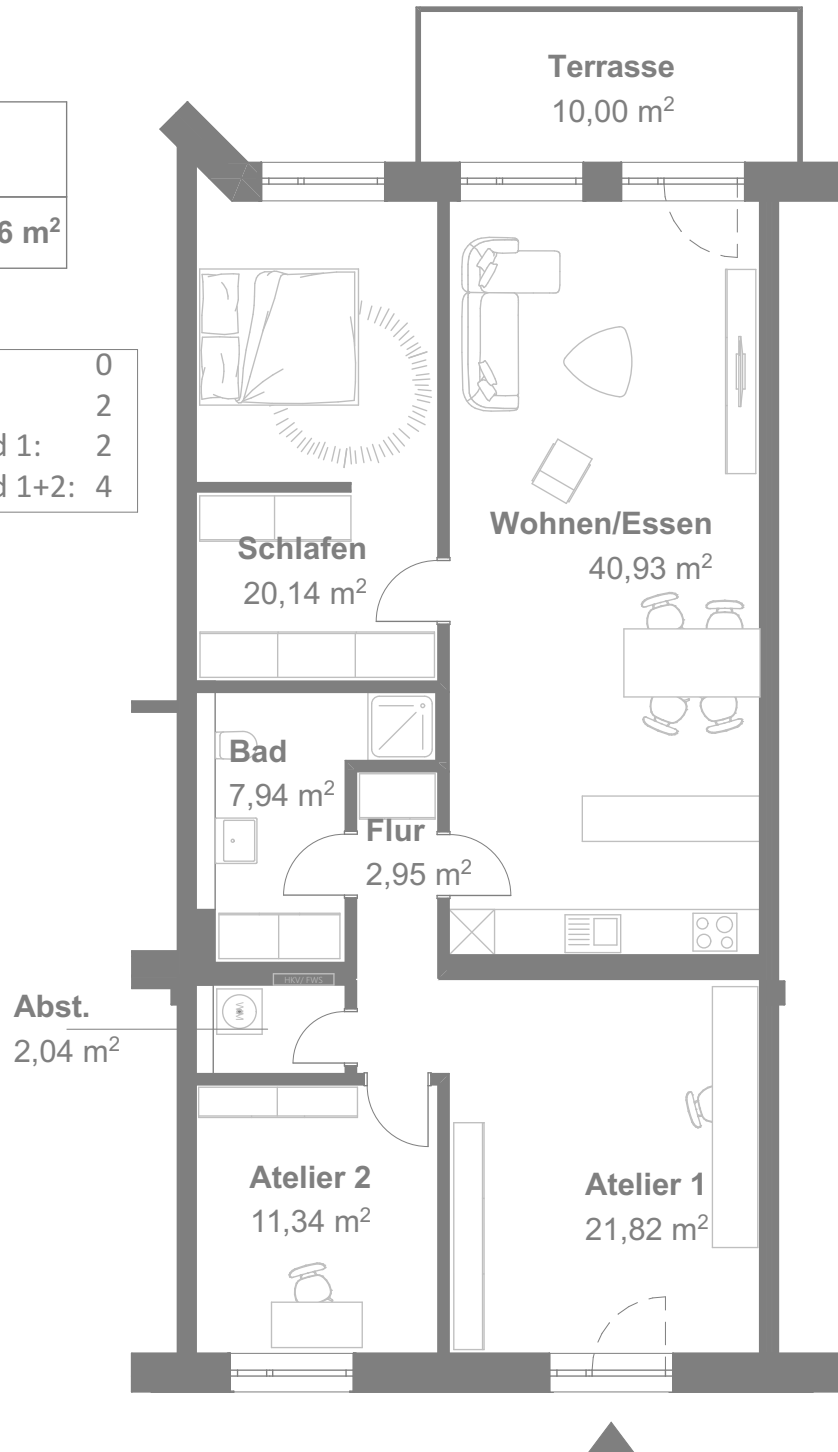 Terrasse
10,00 m²
6 m²
0
2
d 1: 2
d 1+2: 4
Wohnen/Essen
40,93 m²
Schlafen
20,14 m²
Bad
7,94 m²
Flur
2,95 m²
HKV/ FWS
WM
Abst.
2,04 m²
Atelier 2
11,34 m²
Atelier 1
21,82 m²